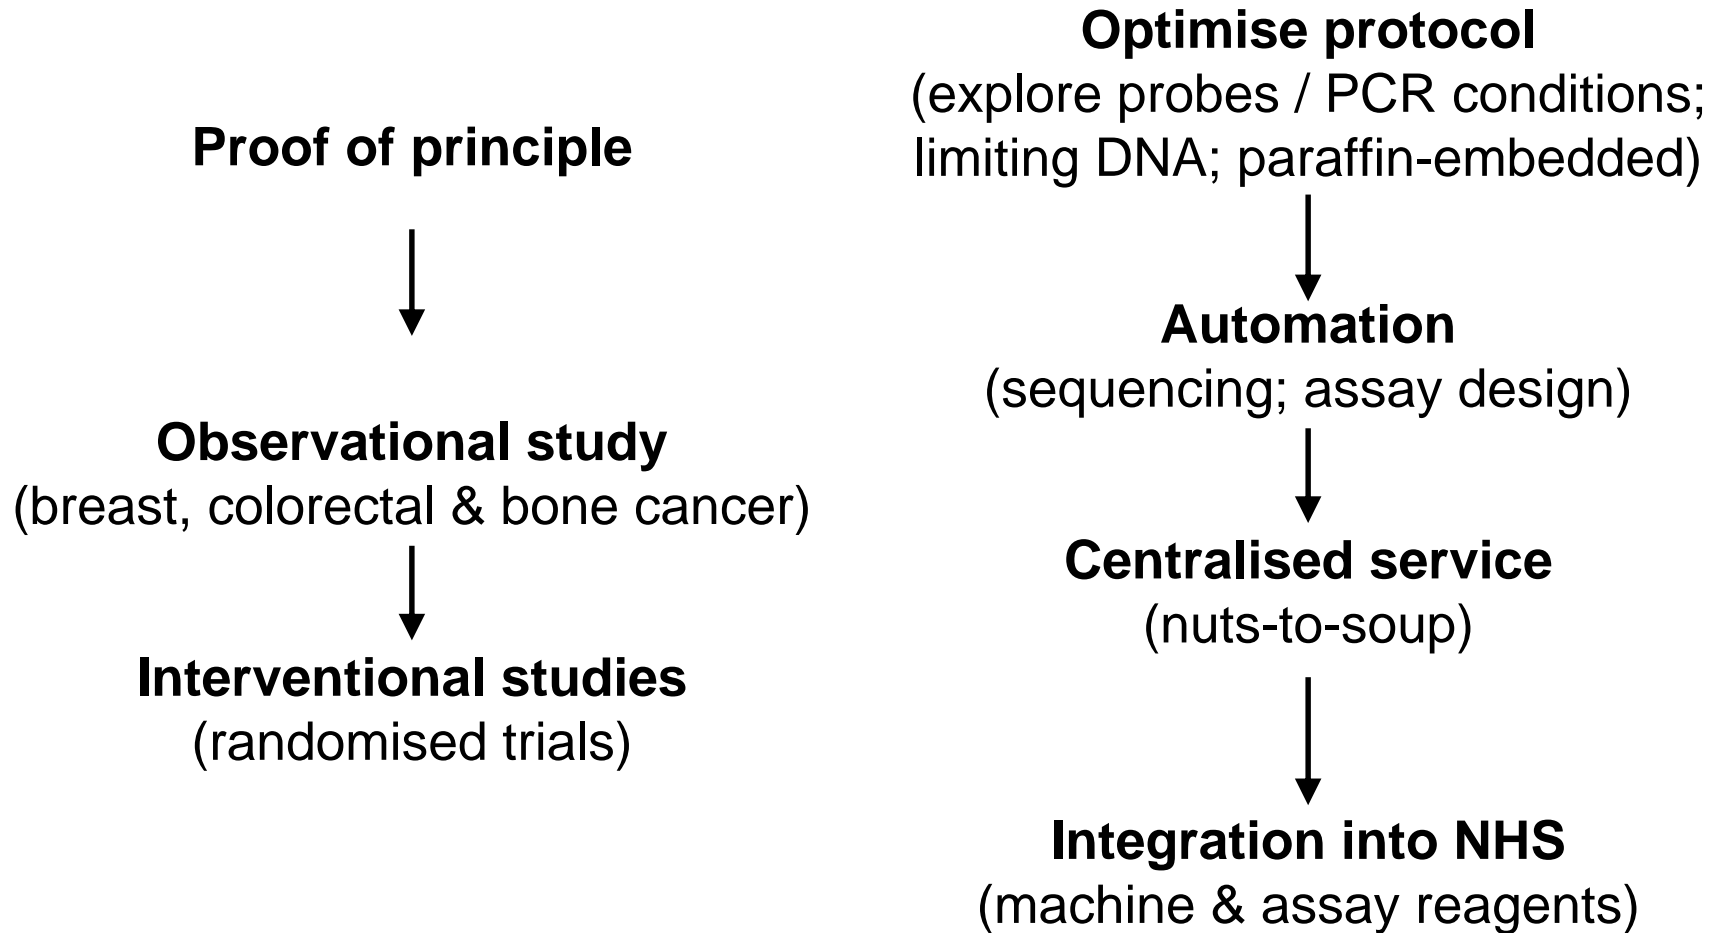 Proof of principle
Observational study
(breast, colorectal & bone cancer)
Interventional studies
(randomised trials)
Optimise protocol
(explore probes / PCR conditions;
limiting DNA; paraffin-embedded)
Automation
(sequencing; assay design)
Centralised service
(nuts-to-soup)
Integration into NHS
(machine & assay reagents)